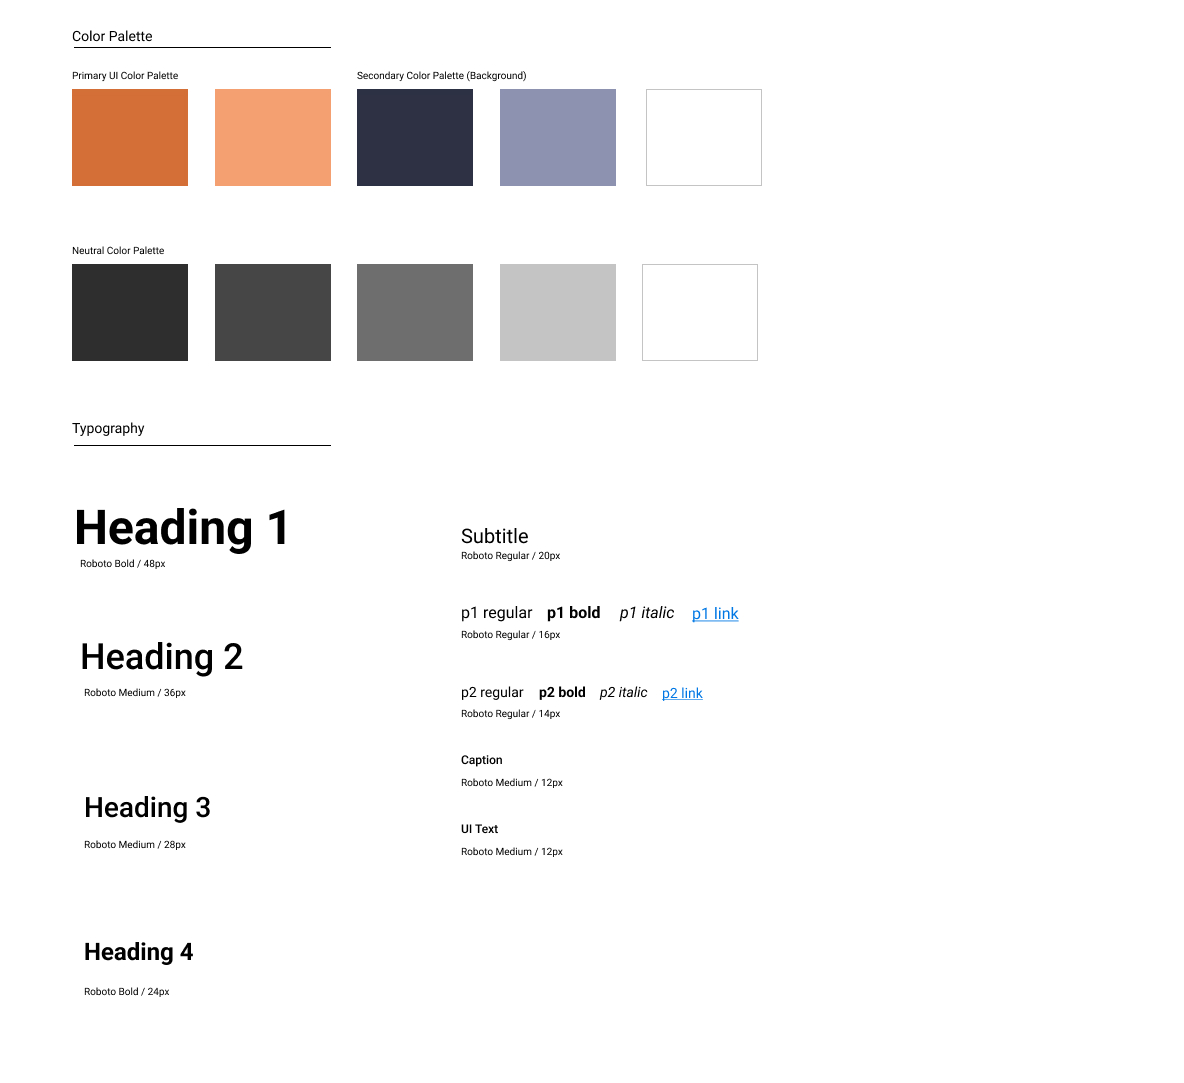 Color Palette
Primary UI Color Palette
Secondary Color Palette (Background)
Neutral Color Palette
Typography
Heading 1
Roboto Bold / 48px
Heading 2
Roboto Medium / 36px
Heading 3
Roboto Medium / 28px
Heading 4
Roboto Bold / 24px
Subtitle
Roboto Regular / 20px
p1 regular p1 bold p1 italic p1 link
Roboto Regular / 16px
p2 regular p2 bold p2 italic p2 link
Roboto Regular / 14px
Caption
Roboto Medium / 12px
UI Text
Roboto Medium / 12px